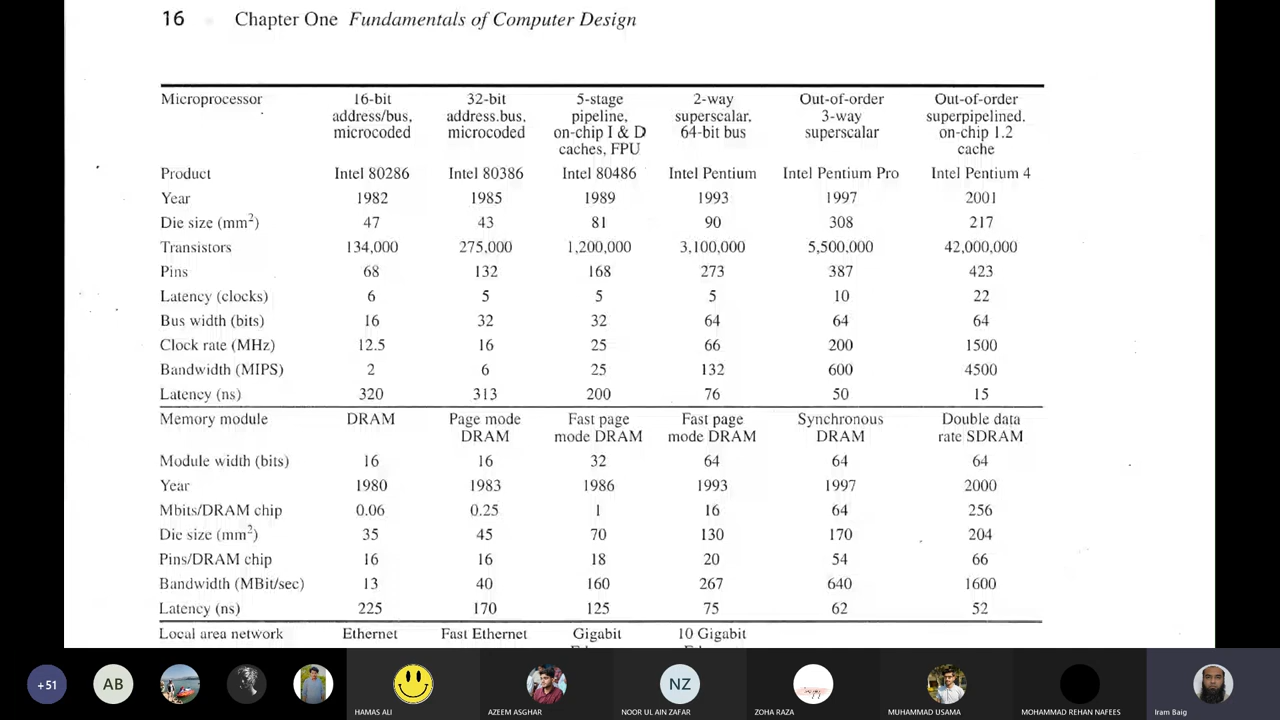 16 Chapter One Fundamentals of Computer Design
Microprocessor 16-bit 32-bit 5-stage 2-way Out-of-order Out-of-order
address/bus, address.bus, pipeline, superscalar, 3-way superpipelined.
microcoded microcoded on-chip I & D 64-bit bus superscalar on-chip 1.2
caches, FPU cache
Product Intel 80286 Intel 80386 Intel 80486 Intel Pentium Intel Pentium Pro Intel Pentium 4
Year 1982 1985 1989 1993 1997 2001
Die size (mm2) 47 43 81 90 308 217
Transistors 134,000 275,000 1,200,000 3,100,000 5,500,000 42,000,000
Pins 68 132 168 273 387 423
Latency (clocks) 6 5 5 5 10 22
Bus width (bits) 16 32 32 64 64 64
Clock rate (MHz) 12.5 16 25 66 200 1500
Bandwidth (MIPS) 2 6 25 132 600 4500
Latency (ns) 320 313 200 76 50 15
Memory module DRAM Page mode Fast page Fast page Synchronous Double data
DRAM mode DRAM mode DRAM DRAM rate SDRAM
Module width (bits) 16 16 32 64 64 64
Year 1980 1983 1986 1993 1997 2000
Mbits/DRAM chip 0.06 0.25 1 16 64 256
Die size (mm2) 35 45 70 130 170 204
Pins/DRAM chip 16 16 18 20 54 66
Bandwidth (MBit/sec) 13 40 160 267 640 1600
Latency (ns) 225 170 125 75 62 52
Local area network Ethernet Fast Ethernet Gigabit 10 Gigabit
+51 AB NZ
HAMAS ALI AZEEM ASGHAR NOOR UL AIN ZAFAR ZOHA RAZA MUHAMMAD USAMA MOHAMMAD REHAN NAFEES Iram Baig